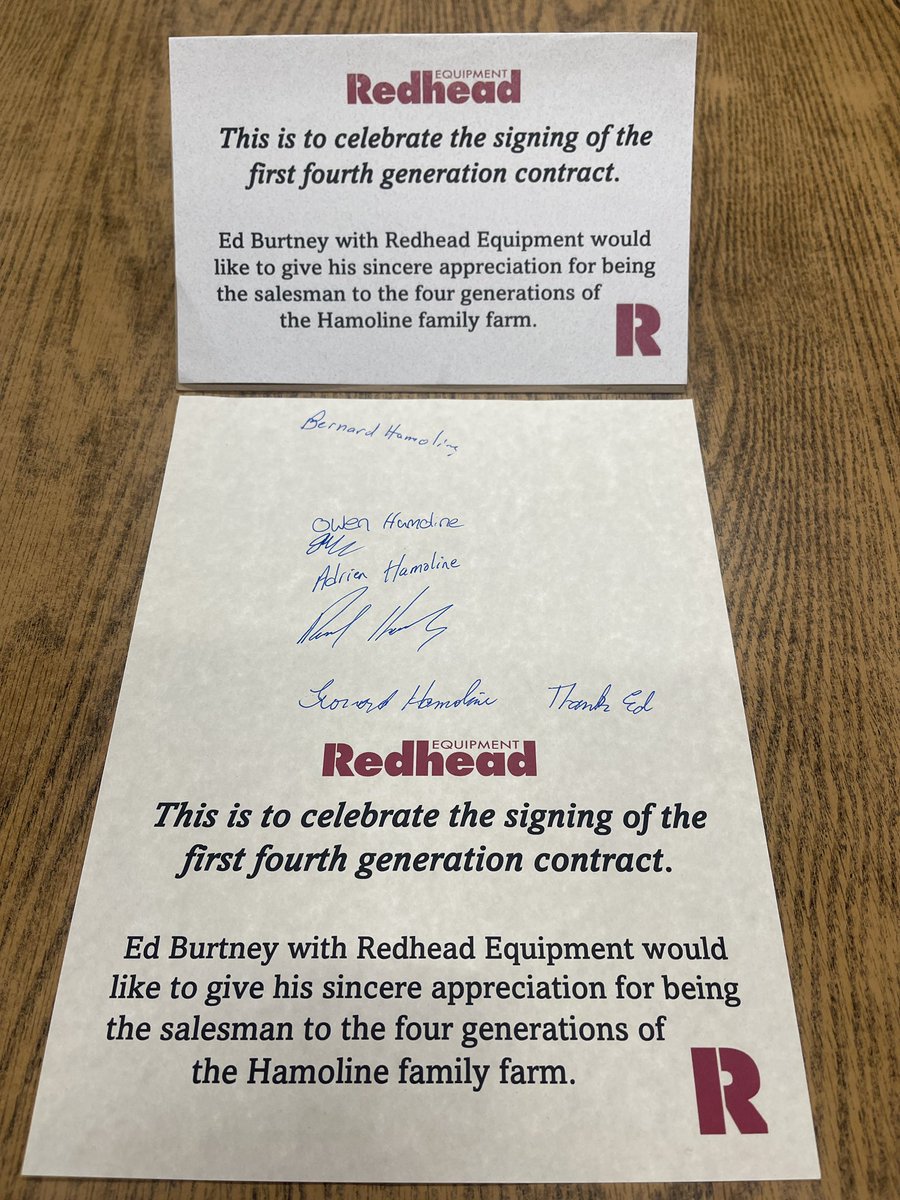 EQUIPMENT
Redhead
This is to celebrate the signing of the
first fourth generation contract.
Ed Burtney with Redhead Equipment would
like to give his sincere appreciation for being
the salesman to the four generations of
the Hamoline family farm.
R
Bernard Hamoline
Owen Hamoline
Adrien Hamoline
Hamoline Thanks Ed
EQUIPMENT
Redhead
This is to celebrate the signing of the
first fourth generation contract.
Ed Burtney with Redhead Equipment would
like to give his sincere appreciation for being
the salesman to the four generations of
the Hamoline family farm.
R